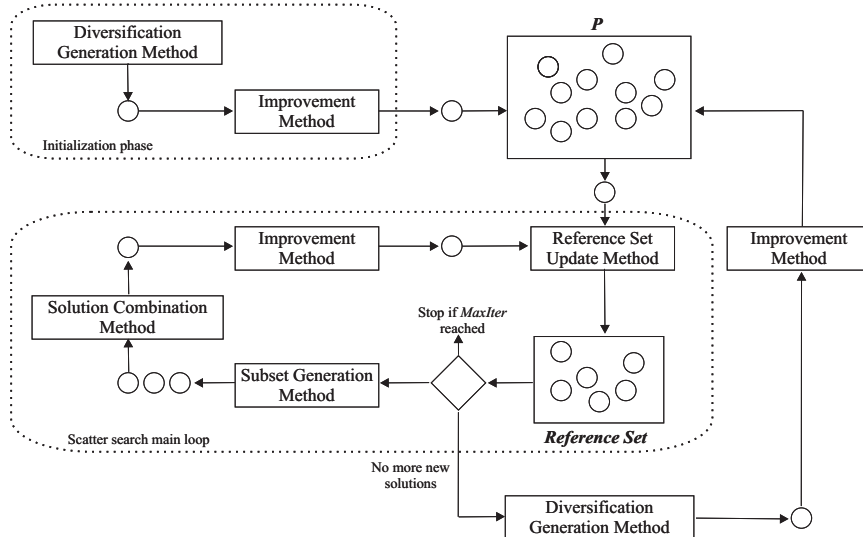 P
Diversification
Generation Method
Improvement
Method
Initialization phase
Improvement
Method
Reference Set
Update Method
Improvement
Method
Solution Combination
Method
Stop if MaxIter
reached
Subset Generation
Method
Scatter search main loop
Reference Set
No more new
solutions
Diversification
Generation Method